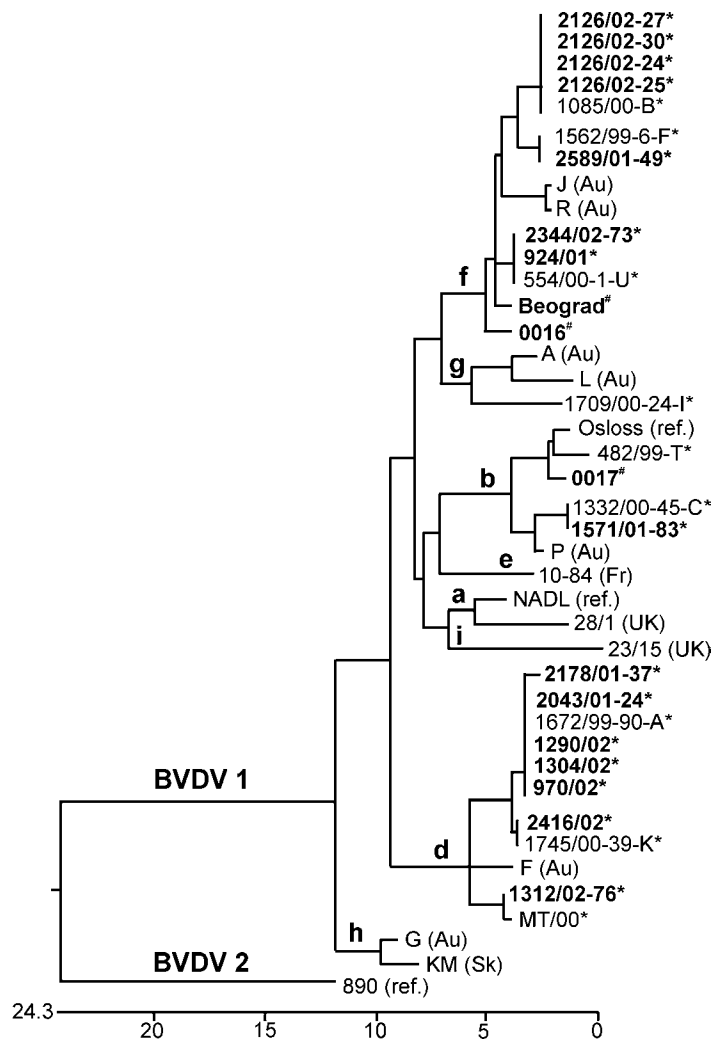 2126/02-27*
2126/02-30*
2126/02-24*
2126/02-25*
1085/00-B*
1562/99-6-F*
2589/01-49*
J (Au)
R (Au)
2344/02-73*
924/01*
554/00-1-U*
f
Beograd#
0016#
A (Au)
g
L (Au)
1709/00-24-I*
Osloss (ref.)
482/99-T*
b
0017#
1332/00-45-C*
1571/01-83*
P (Au)
e
10-84 (Fr)
a
NADL (ref.)
28/1 (UK)
i
23/15 (UK)
2178/01-37*
2043/01-24*
1672/99-90-A*
1290/02*
1304/02*
BVDV 1
970/02*
2416/02*
1745/00-39-K*
d
F (Au)
1312/02-76*
MT/00*
h
G (Au)
KM (Sk)
BVDV 2
890 (ref.)
24.3
20 15 10 5 0